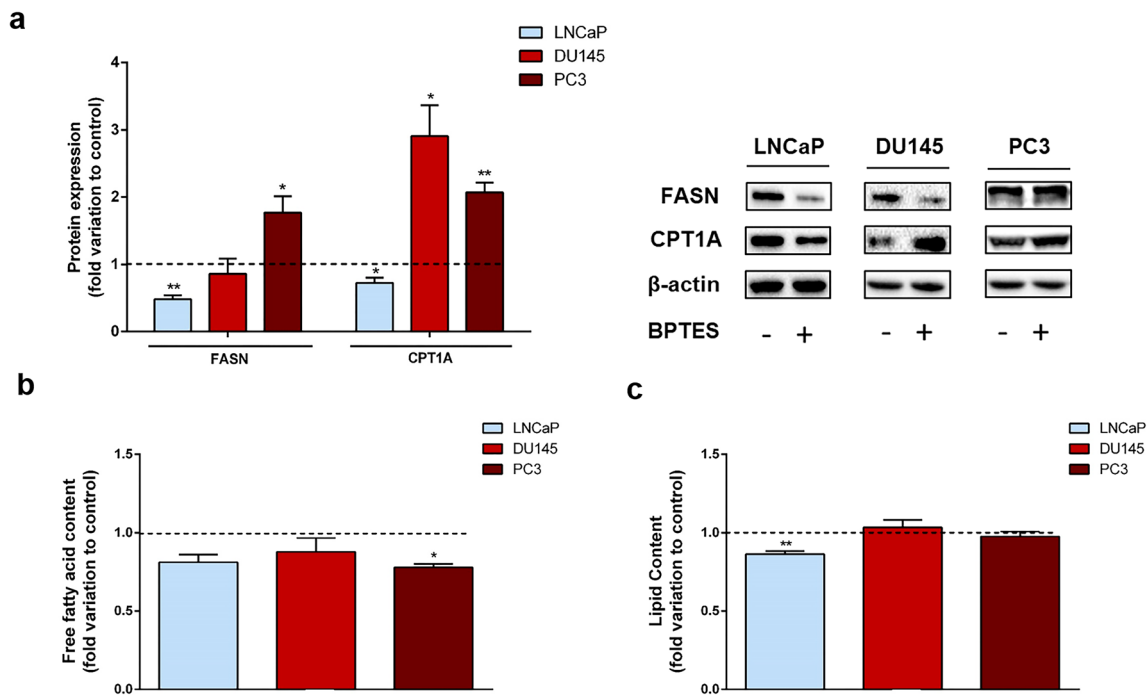 a
LNCaP
DU145
PC3
Protein expression
(fold variation to control)
4
3
2
1
0
**
*
*
*
**
FASN
CPT1A
LNCaP
DU145
PC3
FASN
CPT1A
β-actin
BPTES
- + - + - +
b
LNCaP
DU145
PC3
Free fatty acid content
(fold variation to control)
1.5
1.0
0.5
0.0
*
c
LNCaP
DU145
PC3
Lipid Content
(fold variation to control)
1.5
1.0
0.5
0.0
**